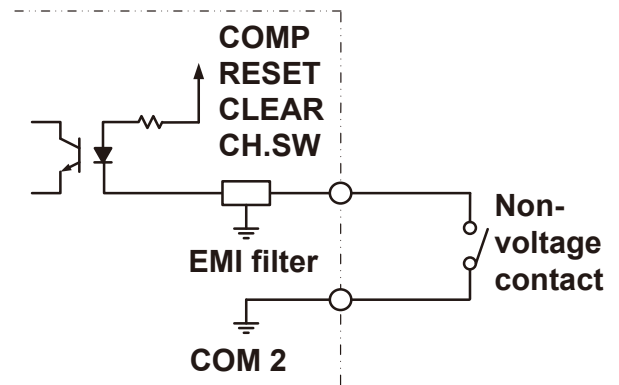 COMP
RESET
CLEAR
CH.SW
Non-
voltage
contact
EMI filter
COM 2